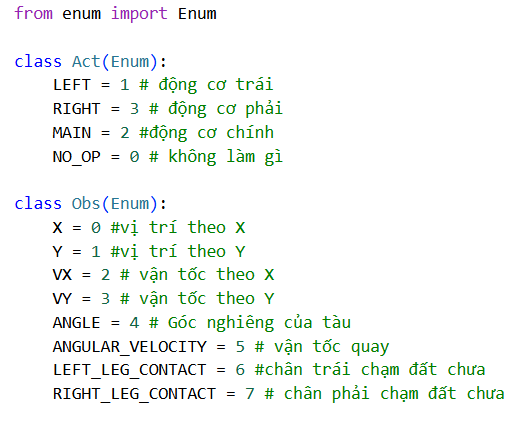 from enum import Enum

class Act(Enum):
    LEFT = 1 # động cơ trái
    RIGHT = 3 # động cơ phải
    MAIN = 2 #động cơ chính
    NO_OP = 0 # không làm gì

class Obs(Enum):
    X = 0 #vị trí theo X
    Y = 1 #vị trí theo Y
    VX = 2 # vận tốc theo X
    VY = 3 # vận tốc theo Y
    ANGLE = 4 # Góc nghiêng của tàu
    ANGULAR_VELOCITY = 5 # vận tốc quay
    LEFT_LEG_CONTACT = 6 #chân trái chạm đất chưa
    RIGHT_LEG_CONTACT = 7 # chân phải chạm đất chưa